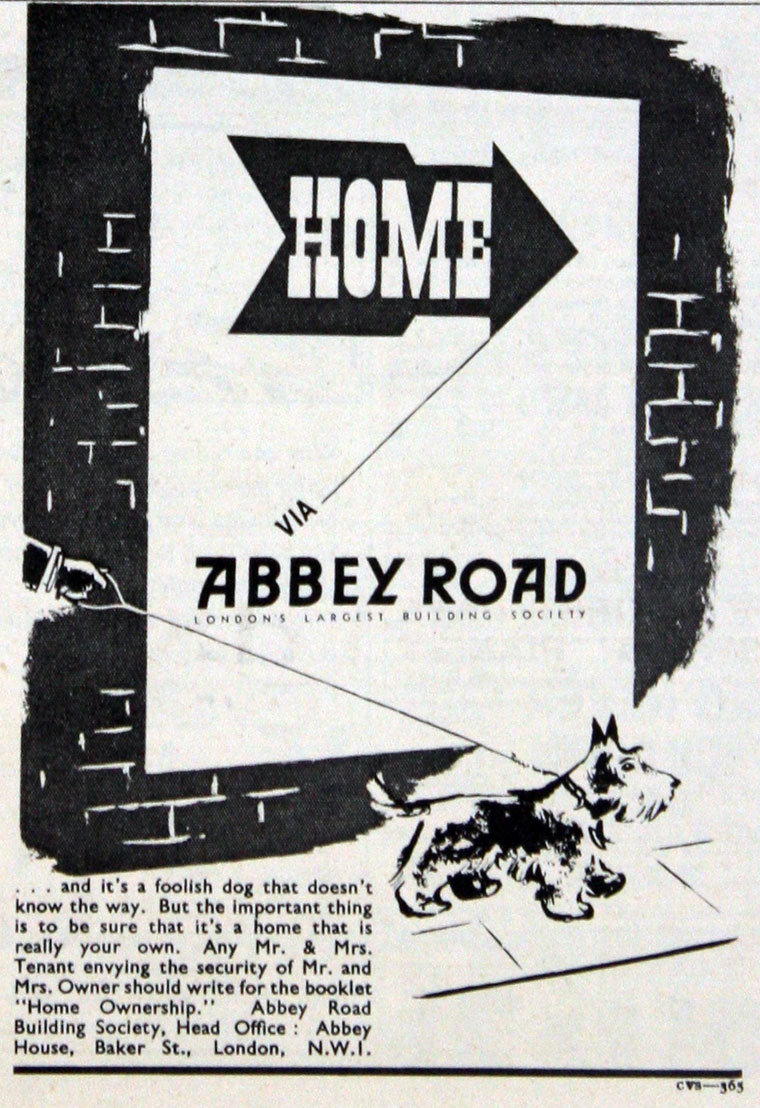 HOME
VIA
ABBEY ROAD
LONDON'S LARGEST BUILDING SOCIETY
. . . and it's a foolish dog that doesn't
know the way. But the important thing
is to be sure that it's a home that is
really your own. Any Mr. & Mrs.
Tenant envying the security of Mr. and
Mrs. Owner should write for the booklet
"Home Ownership." Abbey Road
Building Society, Head Office : Abbey
House, Baker St., London, N.W.1.
CVS—363